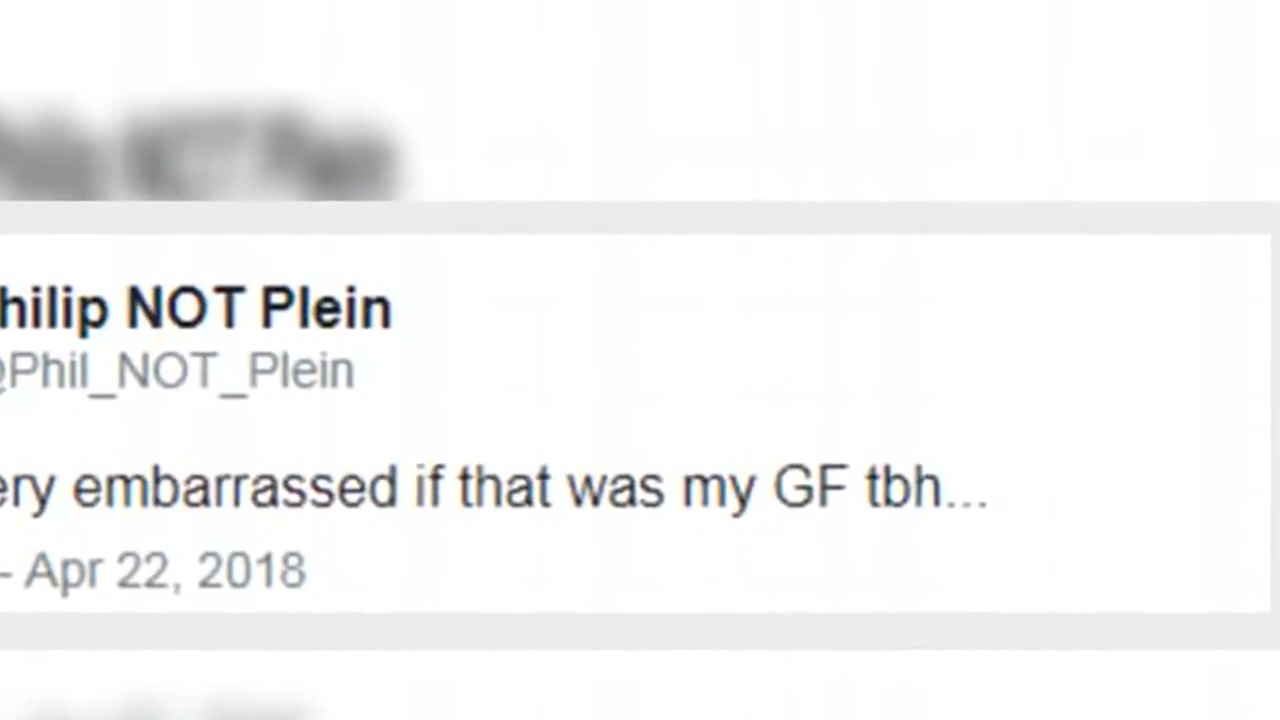 hilip NOT Plein
@Phil_NOT_Plein
ery embarrassed if that was my GF tbh...
- Apr 22, 2018